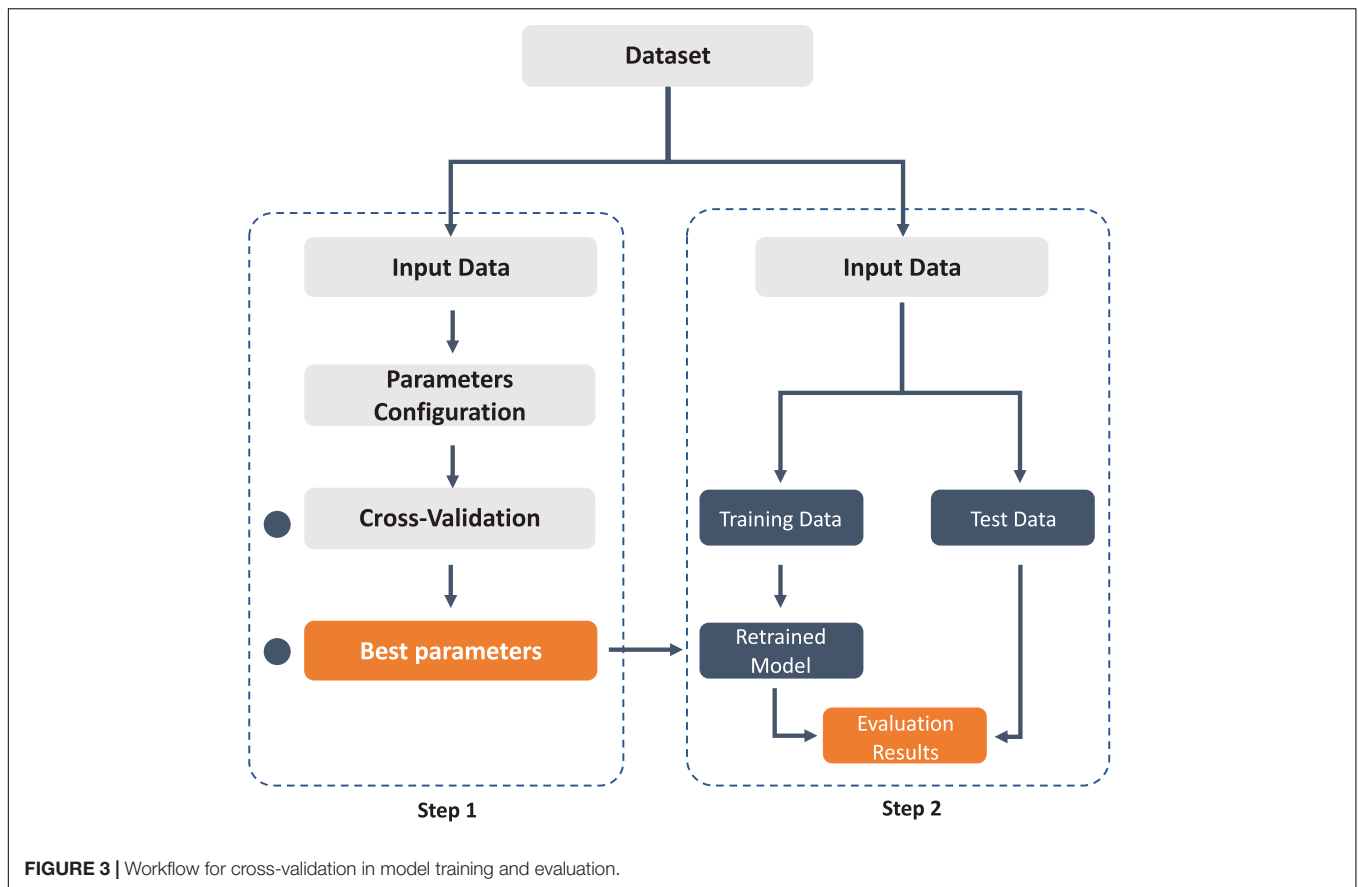 Dataset
Input Data
Parameters
Configuration
Cross-Validation
Best parameters
Step 1
Input Data
Training Data
Test Data
Retrained
Model
Evaluation
Results
Step 2
FIGURE 3 | Workflow for cross-validation in model training and evaluation.